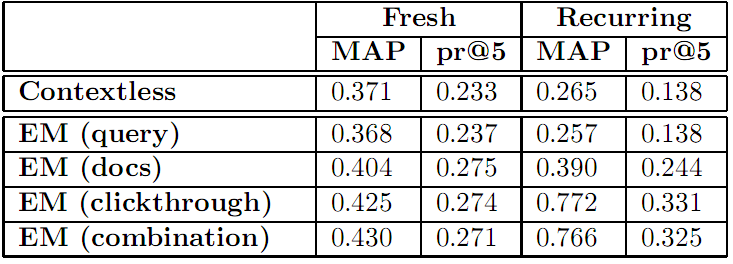 Fresh Recurring
MAP pr@5 MAP pr@5
Contextless 0.371 0.233 0.265 0.138
EM (query) 0.368 0.237 0.257 0.138
EM (docs) 0.404 0.275 0.390 0.244
EM (clickthrough) 0.425 0.274 0.772 0.331
EM (combination) 0.430 0.271 0.766 0.325